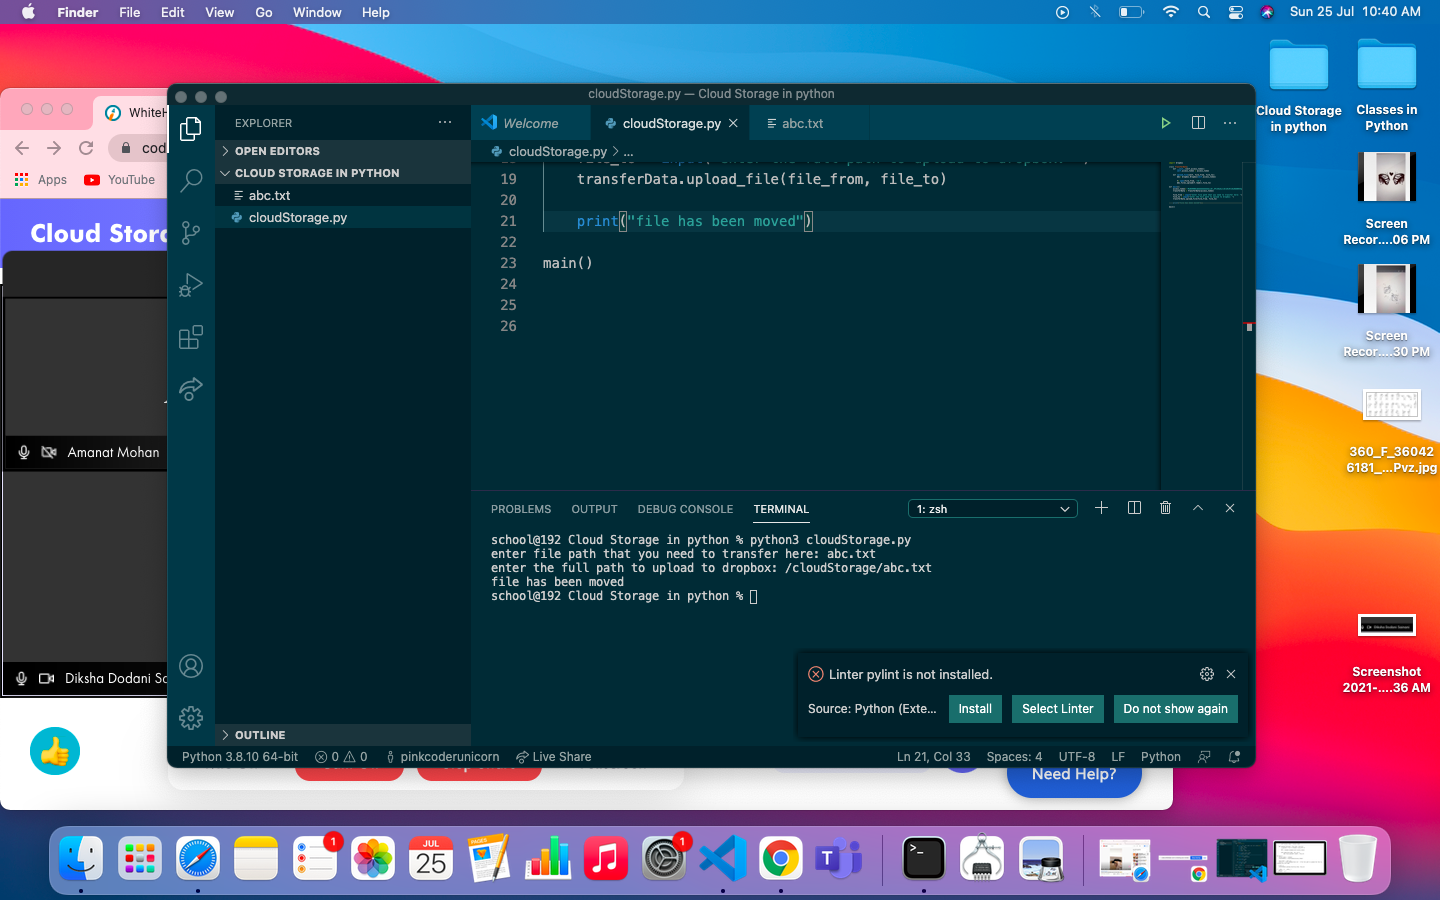 Finder File Edit View Go Window Help
Sun 25 Jul 10:40 AM
Cloud Storage in python
Classes in Python
Screen Recor....06 PM
Screen Recor....30 PM
360_F_36042 6181_...Pvz.jpg
Screenshot 2021-....36 AM
WhiteH
cod
Apps YouTube
Cloud Stora
Amanat Mohan
Diksha Dodani Sa
cloudStorage.py — Cloud Storage in python
EXPLORER
OPEN EDITORS
CLOUD STORAGE IN PYTHON
abc.txt
cloudStorage.py
OUTLINE
Welcome cloudStorage.py abc.txt
cloudStorage.py > ...
19 transferData.upload_file(file_from, file_to)
20
21 print("file has been moved")
22
23 main()
24
25
26
PROBLEMS OUTPUT DEBUG CONSOLE TERMINAL 1: zsh
school@192 Cloud Storage in python % python3 cloudStorage.py
enter file path that you need to transfer here: abc.txt
enter the full path to upload to dropbox: /cloudStorage/abc.txt
file has been moved
school@192 Cloud Storage in python %
Linter pylint is not installed.
Source: Python (Exte...
Install Select Linter Do not show again
Python 3.8.10 64-bit 0 0 pinkcoderunicorn Live Share
Ln 21, Col 33 Spaces: 4 UTF-8 LF Python
Need Help?
1
JUL
25
PAGES
1